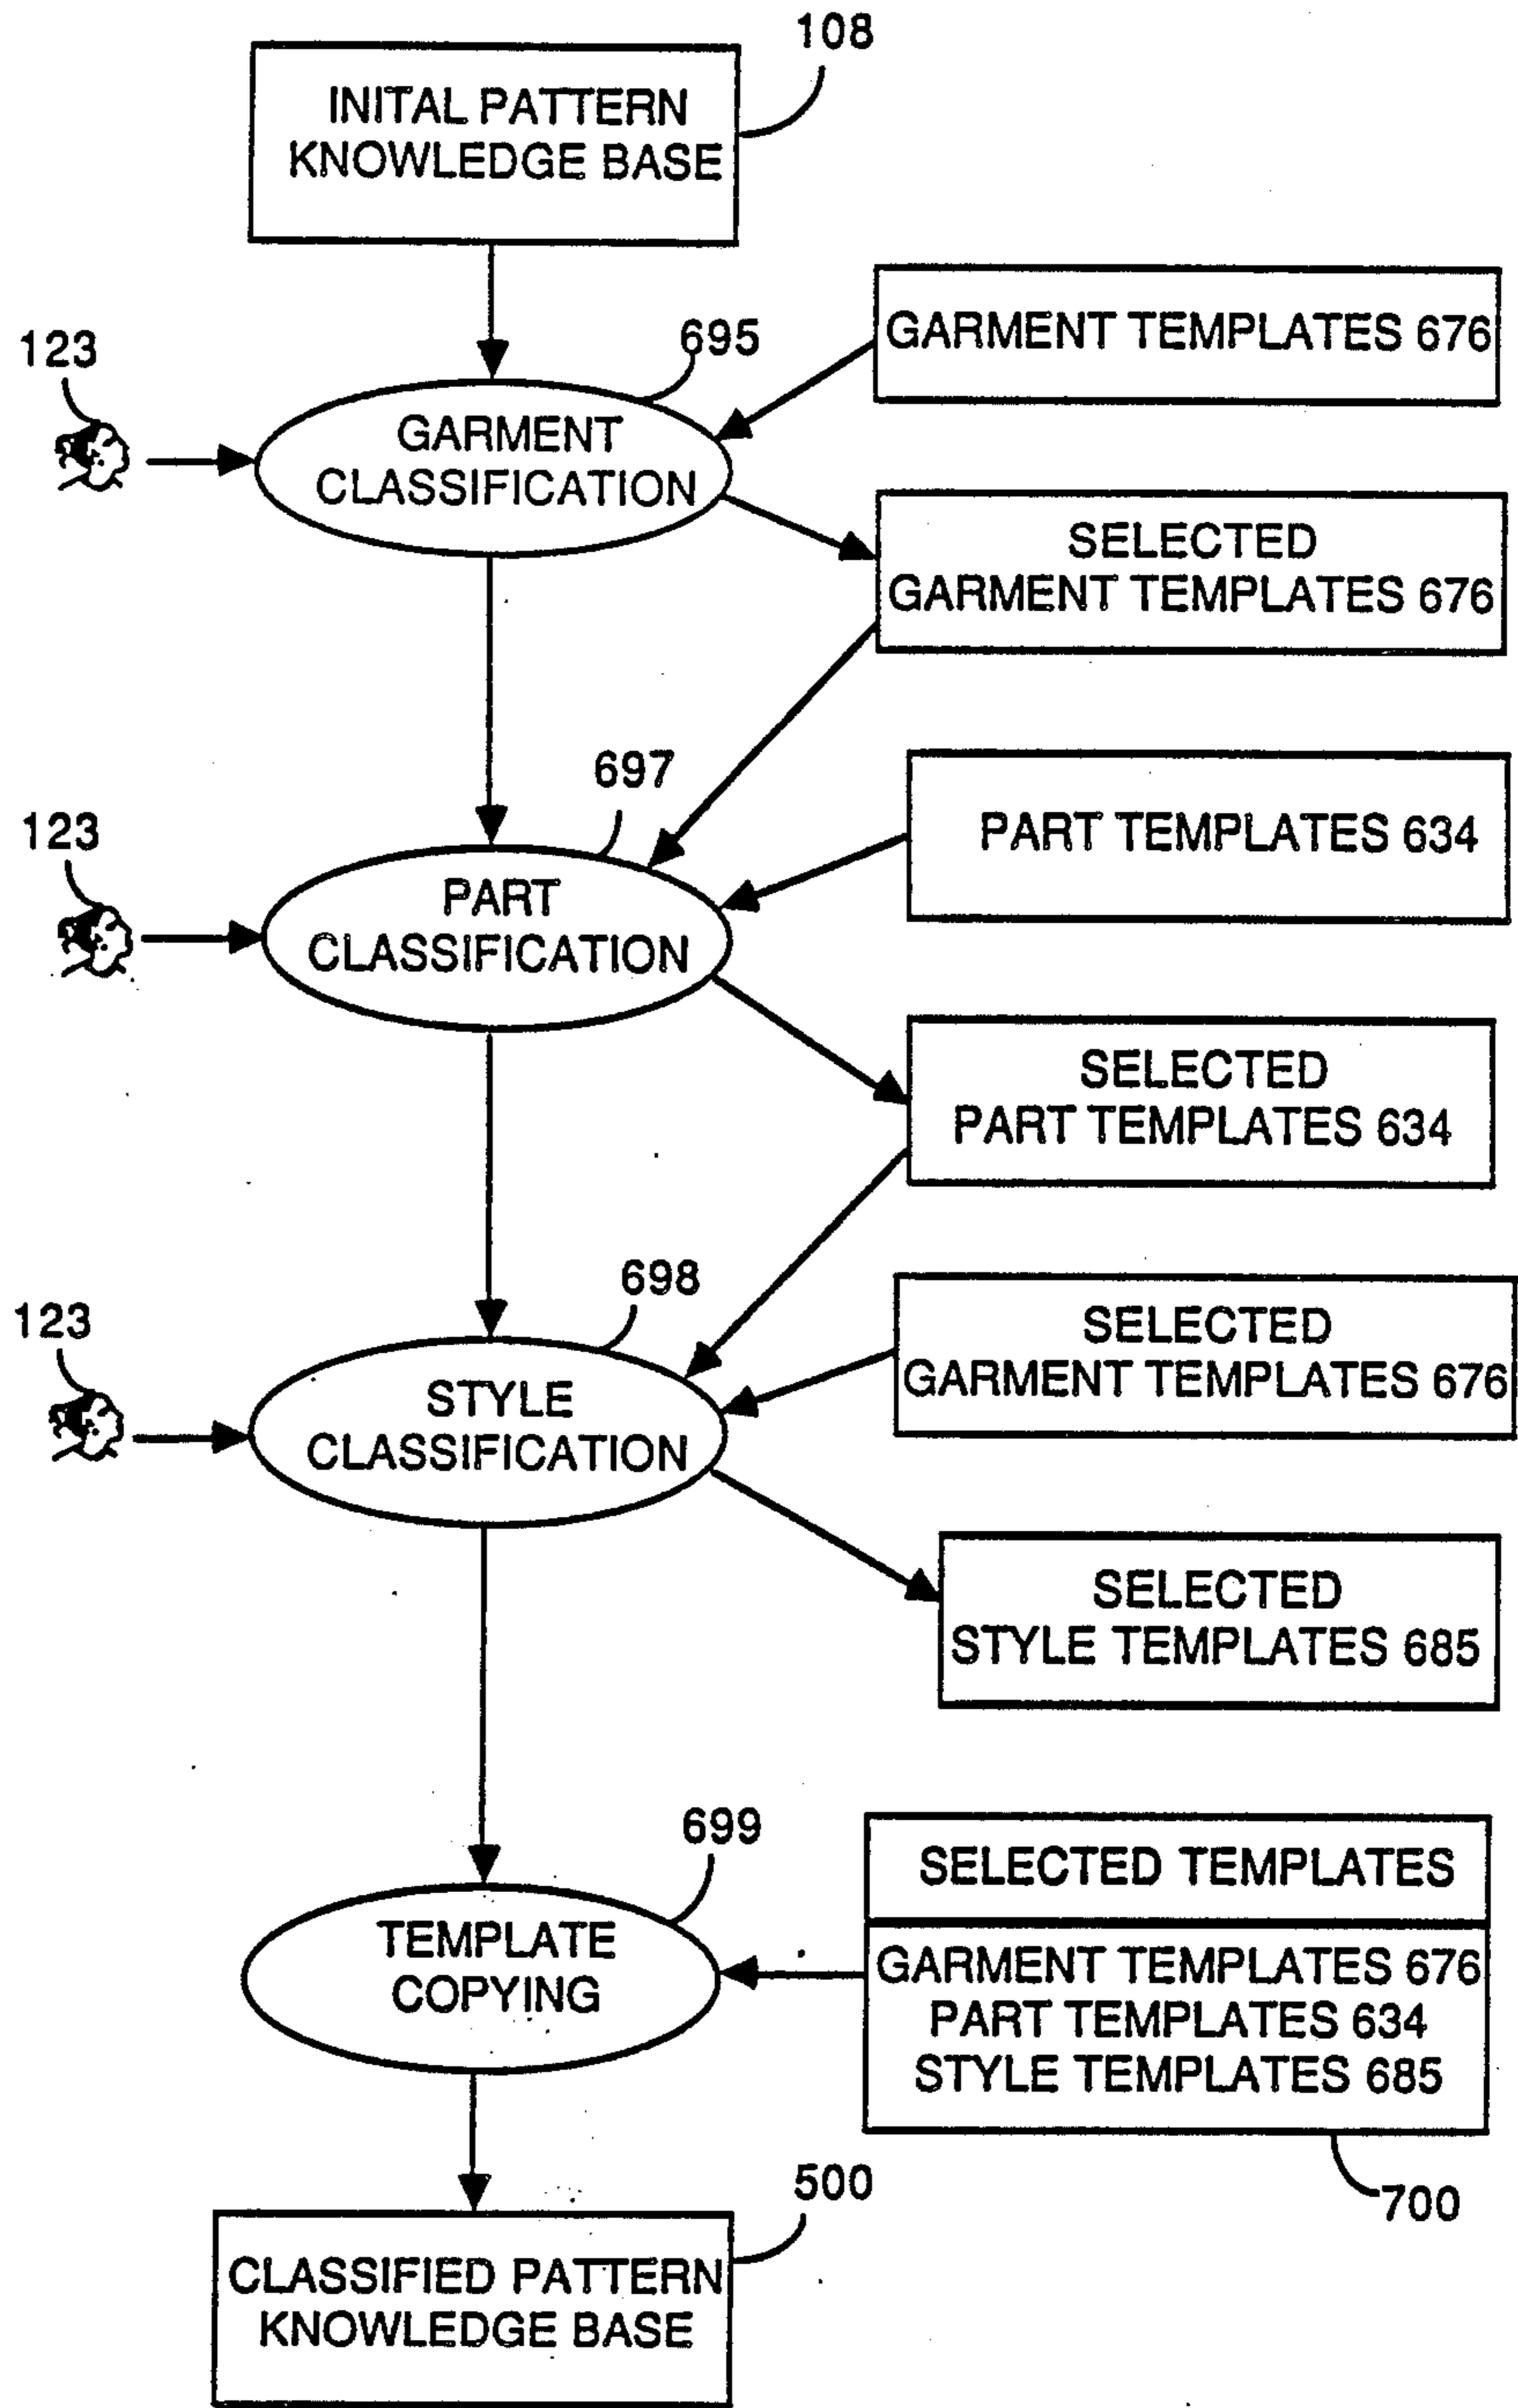 108
INITAL PATTERN
KNOWLEDGE BASE
GARMENT TEMPLATES 676
123
695
GARMENT
CLASSIFICATION
SELECTED
GARMENT TEMPLATES 676
697
PART TEMPLATES 634
123
PART
CLASSIFICATION
SELECTED
PART TEMPLATES 634
698
123
SELECTED
GARMENT TEMPLATES 676
STYLE
CLASSIFICATION
SELECTED
STYLE TEMPLATES 685
699
SELECTED TEMPLATES
TEMPLATE
COPYING
GARMENT TEMPLATES 676
PART TEMPLATES 634
STYLE TEMPLATES 685
500
700
CLASSIFIED PATTERN
KNOWLEDGE BASE